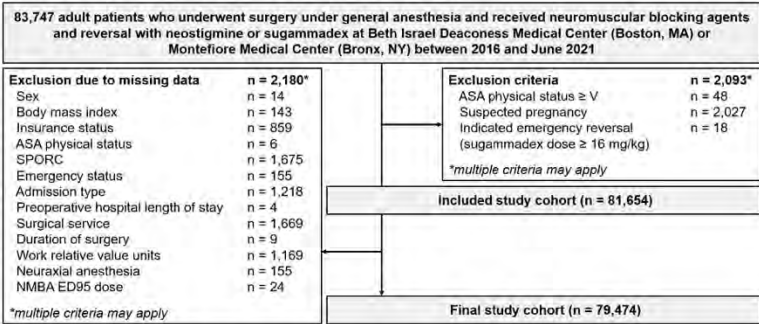 83,747 adult patients who underwent surgery under general anesthesia and received neuromuscular blocking agents
and reversal with neostigmine or sugammadex at Beth Israel Deaconess Medical Center (Boston, MA) or
Montefiore Medical Center (Bronx, NY) between 2016 and June 2021
Exclusion due to missing data n = 2,180*
Sex n = 14
Body mass index n = 143
Insurance status n = 859
ASA physical status n = 6
SPORC n = 1,675
Emergency status n = 155
Admission type n = 1,218
Preoperative hospital length of stay n = 4
Surgical service n = 1,669
Duration of surgery n = 9
Work relative value units n = 1,169
Neuraxial anesthesia n = 155
NMBA ED95 dose n = 24
*multiple criteria may apply
Exclusion criteria n = 2,093*
ASA physical status ≥ V n = 48
Suspected pregnancy n = 2,027
Indicated emergency reversal n = 18
(sugammadex dose ≥ 16 mg/kg)
*multiple criteria may apply
Included study cohort (n = 81,654)
Final study cohort (n = 79,474)